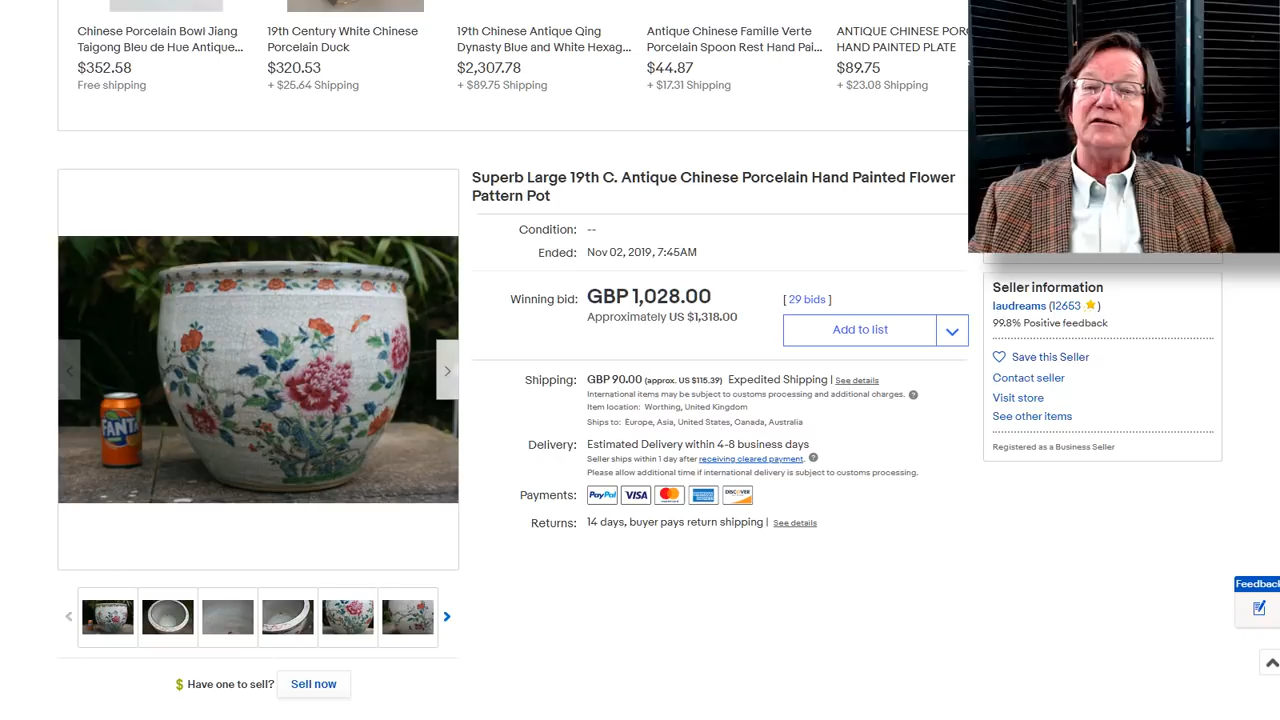 Chinese Porcelain Bowl Jiang
Taigong Bleu de Hue Antique...
$352.58
Free shipping
19th Century White Chinese
Porcelain Duck
$320.53
+ $25.64 Shipping
19th Chinese Antique Qing
Dynasty Blue and White Hexag...
$2,307.78
+ $89.75 Shipping
Antique Chinese Famille Verte
Porcelain Spoon Rest Hand Pai...
$44.87
+ $17.31 Shipping
ANTIQUE CHINESE
HAND PAINTED PLATE
$89.75
+ $23.08 Shipping
Superb Large 19th C. Antique Chinese Porcelain Hand Painted Flower
Pattern Pot
Condition: --
Ended: Nov 02, 2019, 7:45AM
Winning bid: GBP 1,028.00 [ 29 bids ]
Approximately US $1,318.00
Add to list
Shipping: GBP 90.00 (approx. US $115.39) Expedited Shipping | See details
International items may be subject to customs processing and additional charges. ?
Item location: Worthing, United Kingdom
Ships to: Europe, Asia, United States, Canada, Australia
Delivery: Estimated Delivery within 4-8 business days
Seller ships within 1 day after receiving cleared payment. ?
Please allow additional time if international delivery is subject to customs processing.
Payments: PayPal VISA DISCOVER
Returns: 14 days, buyer pays return shipping | See details
Seller information
laudreams (12653 )
99.8% Positive feedback
Save this Seller
Contact seller
Visit store
See other items
Registered as a Business Seller
FANTA
Feedback
$ Have one to sell? Sell now